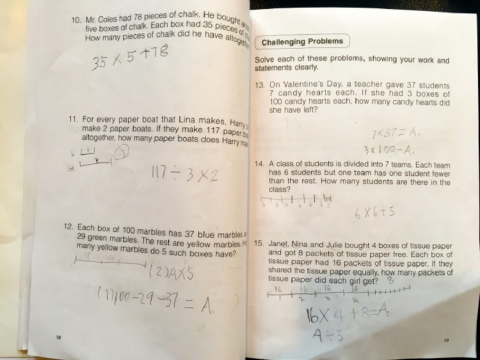 10. Mr. Coles had 78 pieces of chalk. He bought
five boxes of chalk. Each box had 35 pieces of
How many pieces of chalk did he have
35 × 5 + 78
11. For every paper boat that Lina makes, Harry
make 2 paper boats. If they make 117 paper
altogether, how many paper boats does Harry
117 ÷ 3 × 2
12. Each box of 100 marbles has 37 blue marbles
29 green marbles. The rest are yellow marbles.
many yellow marbles do 5 such boxes have?
(2) A × 5
(1) 100 - 29 - 37 = A
18
Challenging Problems
Solve each of these problems, showing your work and
statements clearly.
13. On Valentine's Day, a teacher gave 37 students
7 candy hearts each. If she had 3 boxes of
100 candy hearts each, how many candy hearts did
she have left?
7 × 37 = A.
3 × 100 - A.
14. A class of students is divided into 7 teams. Each team
has 6 students but one team has one student fewer
than the rest. How many students are there in the
class?
6 × 6 + 5
15. Janet, Nina and Julie bought 4 boxes of tissue paper
and got 8 packets of tissue paper free. Each box of
tissue paper had 16 packets of tissue paper. If they
shared the tissue paper equally, how many packets of
tissue paper did each girl get?
8
16 16 16 16
16 × 4 + 8 = A
A ÷ 3
19